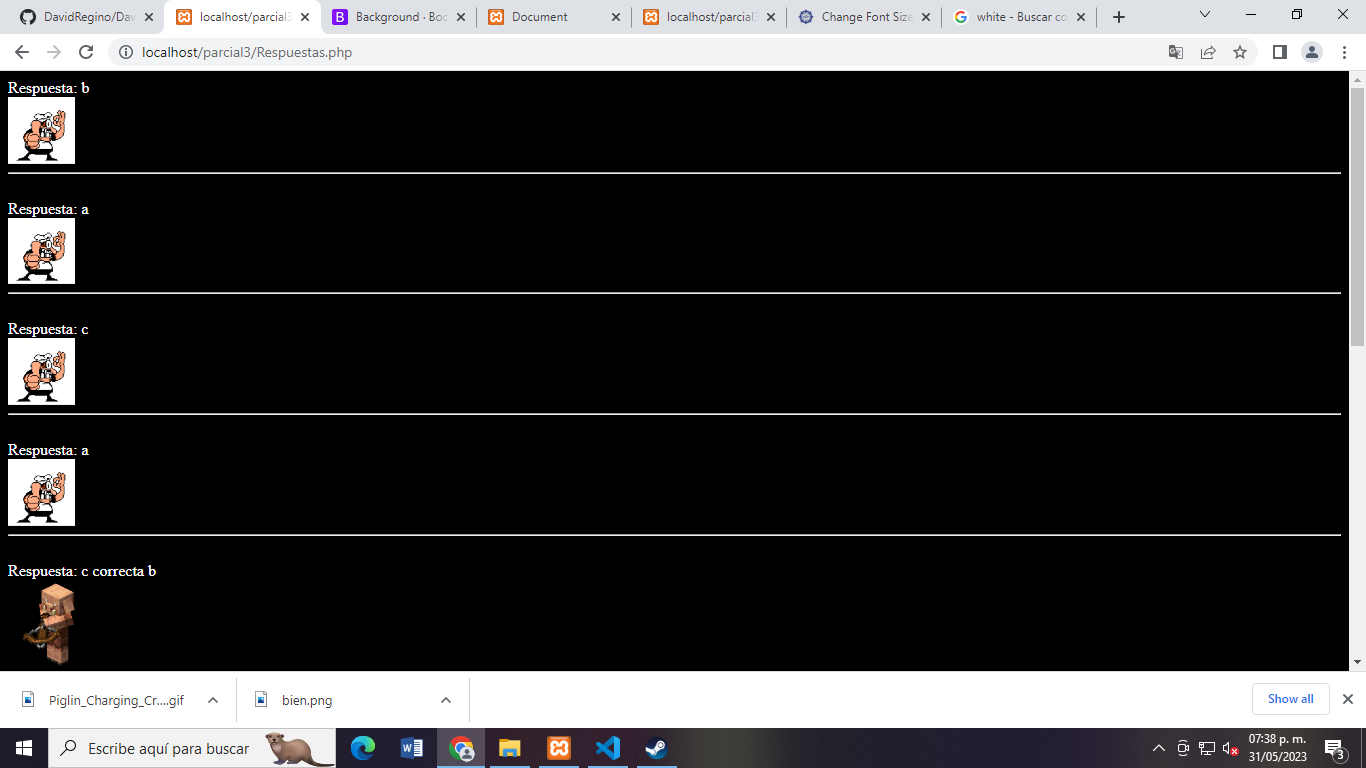 DavidRegino/Dav
localhost/parcial3
Background · Boo
Document
localhost/parcial3
Change Font Size
white - Buscar co
localhost/parcial3/Respuestas.php
Respuesta: b
Respuesta: a
Respuesta: c
Respuesta: a
Respuesta: c correcta b
Piglin_Charging_Cr....gif
bien.png
Show all
Escribe aquí para buscar
07:38 p. m.
31/05/2023
3